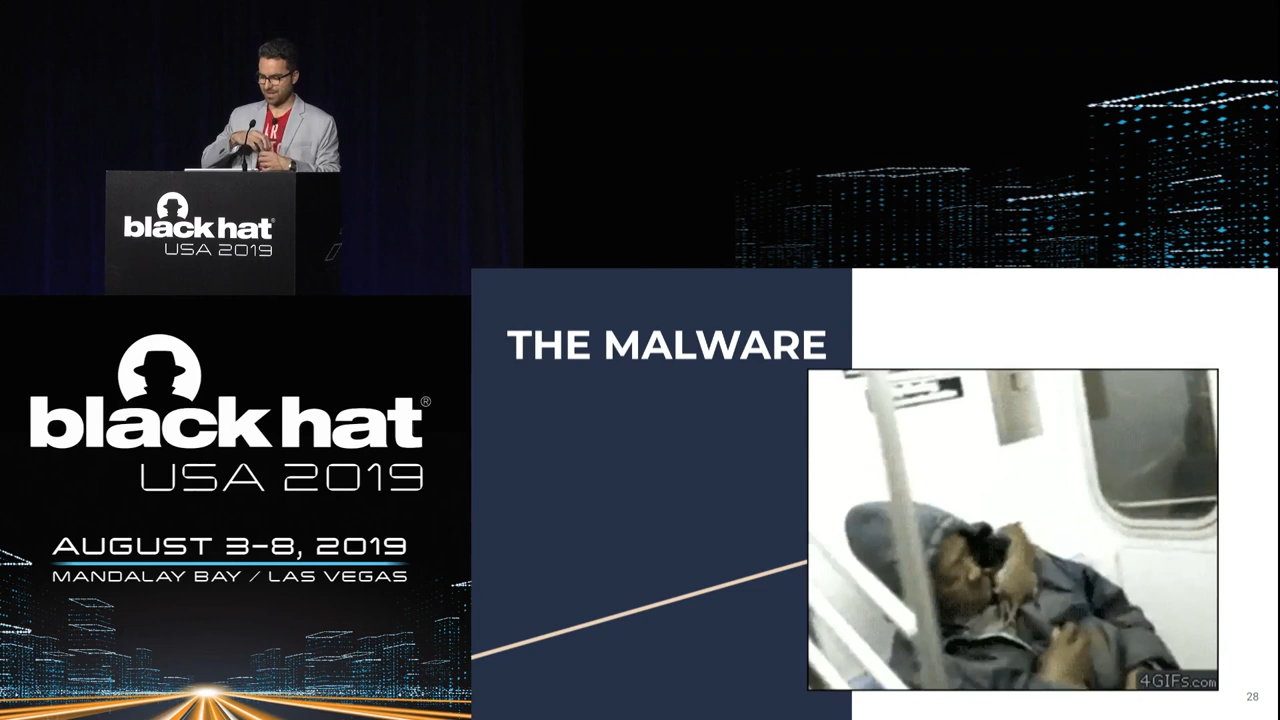 black hat®
USA 2019
black hat®
USA 2019
AUGUST 3-8, 2019
MANDALAY BAY / LAS VEGAS
THE MALWARE
4GIFs.com
28